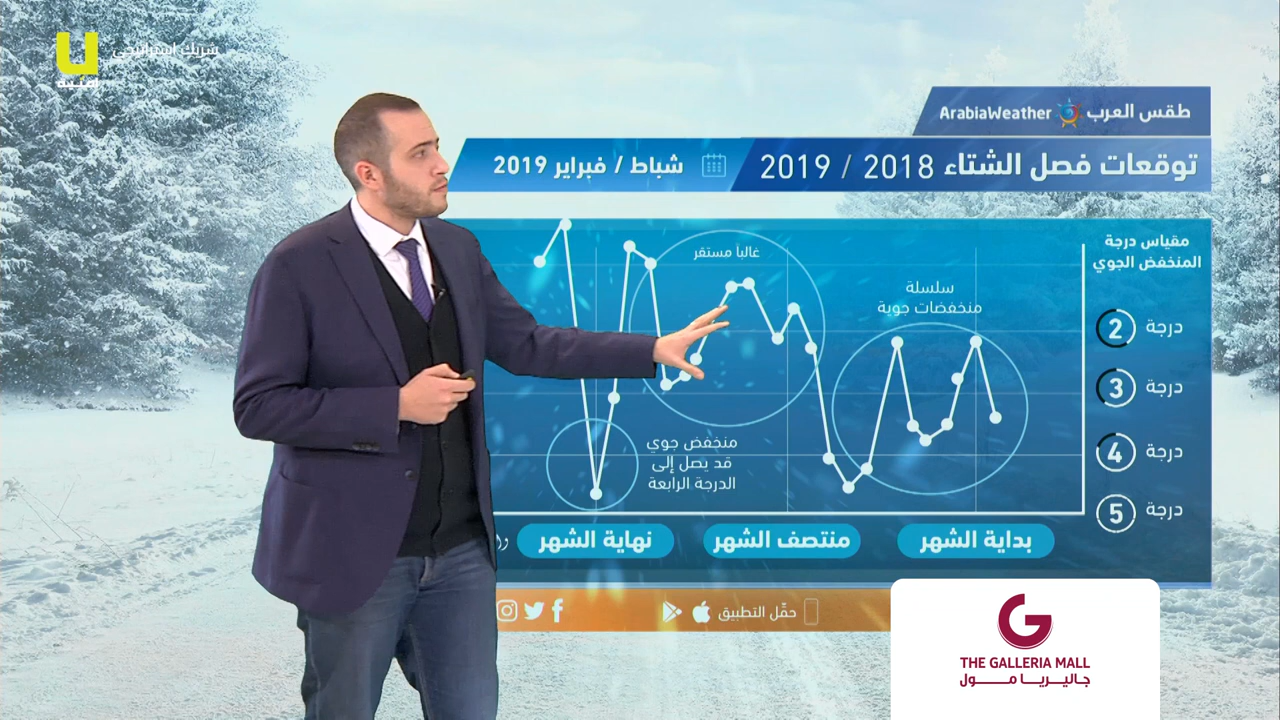 شريك استراتيجي
أمنية
طقس العرب ArabiaWeather
توقعات فصل الشتاء 2018 / 2019
شباط / فبراير 2019
مقياس درجة
المنخفض الجوي
درجة 2
درجة 3
درجة 4
درجة 5
سلسلة
منخفضات جوية
غالباً مستقر
منخفض جوي
قد يصل إلى
الدرجة الرابعة
بداية الشهر
منتصف الشهر
نهاية الشهر
حمِّل التطبيق
THE GALLERIA MALL
جاليريا مول